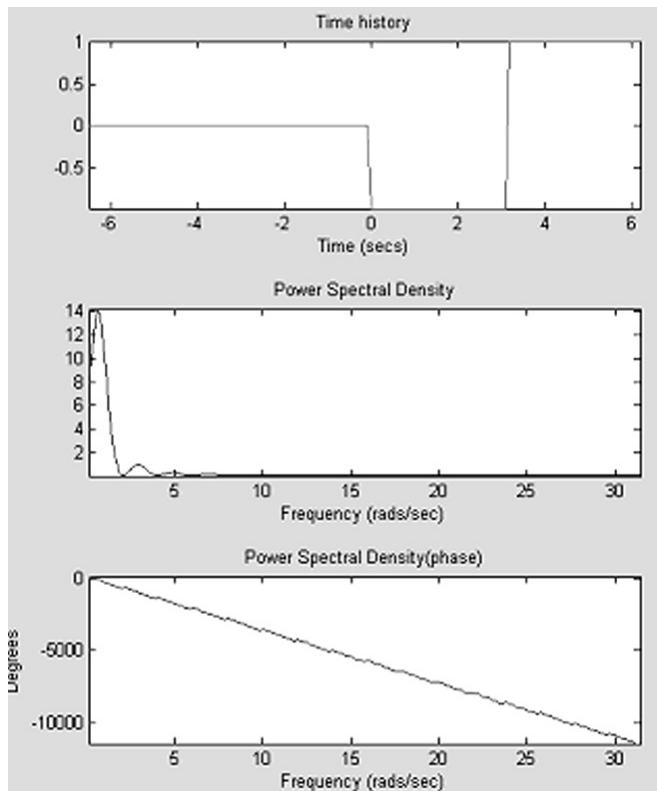 Time history
1
0.5
0
-0.5
-6 -4 -2 0 2 4 6
Time (secs)
Power Spectral Density
14
12
10
8
6
4
2
5 10 15 20 25 30
Frequency (rads/sec)
Power Spectral Density(phase)
0
-5000
-10000
Degrees
5 10 15 20 25 30
Frequency (rads/sec)